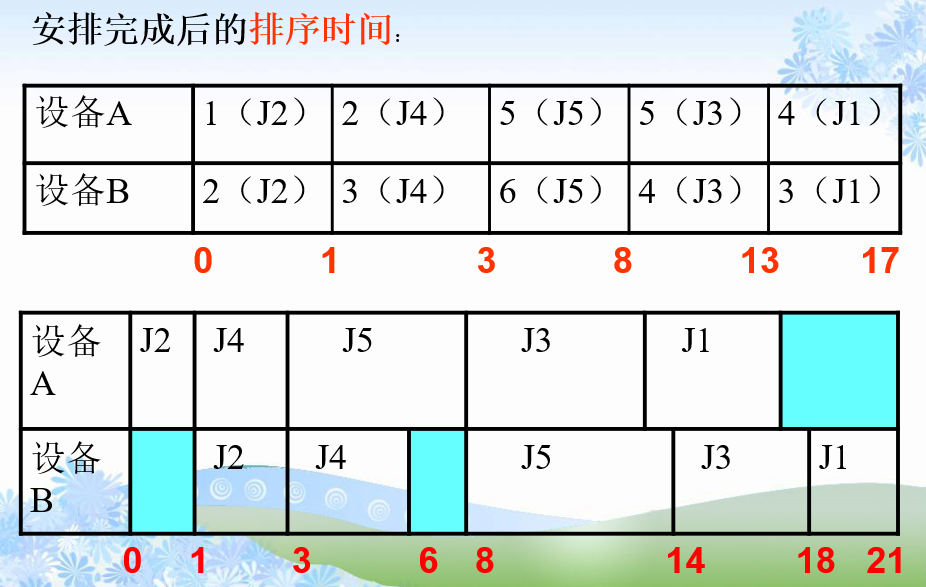 安排完成后的排序时间:
设备A 1（J2） 2（J4） 5（J5） 5（J3） 4（J1）
设备B 2（J2） 3（J4） 6（J5） 4（J3） 3（J1）
0 1 3 8 13 17
设备 J2 J4 J5 J3 J1
A
设备 J2 J4 J5 J3 J1
B
0 1 3 6 8 14 18 21